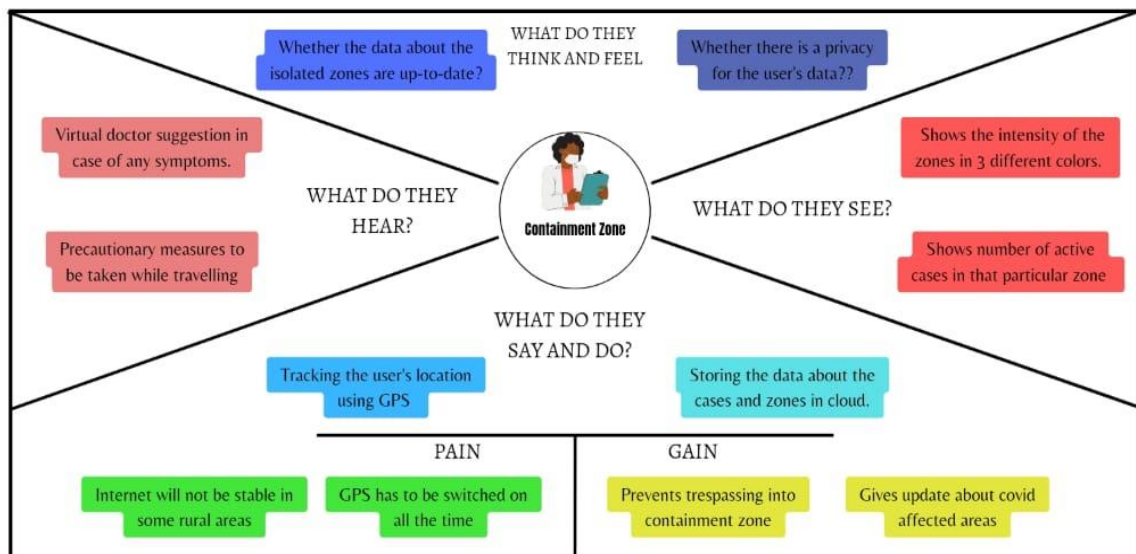 WHAT DO THEY
THINK AND FEEL
Whether the data about the
isolated zones are up-to-date?
Whether there is a privacy
for the user's data??
Virtual doctor suggestion in
case of any symptoms.
Precautionary measures to
be taken while travelling
WHAT DO THEY
HEAR?
Containment Zone
WHAT DO THEY SEE?
Shows the intensity of the
zones in 3 different colors.
Shows number of active
cases in that particular zone
WHAT DO THEY
SAY AND DO?
Tracking the user's location
using GPS
Storing the data about the
cases and zones in cloud.
PAIN
Internet will not be stable in
some rural areas
GPS has to be switched on
all the time
GAIN
Prevents trespassing into
containment zone
Gives update about covid
affected areas